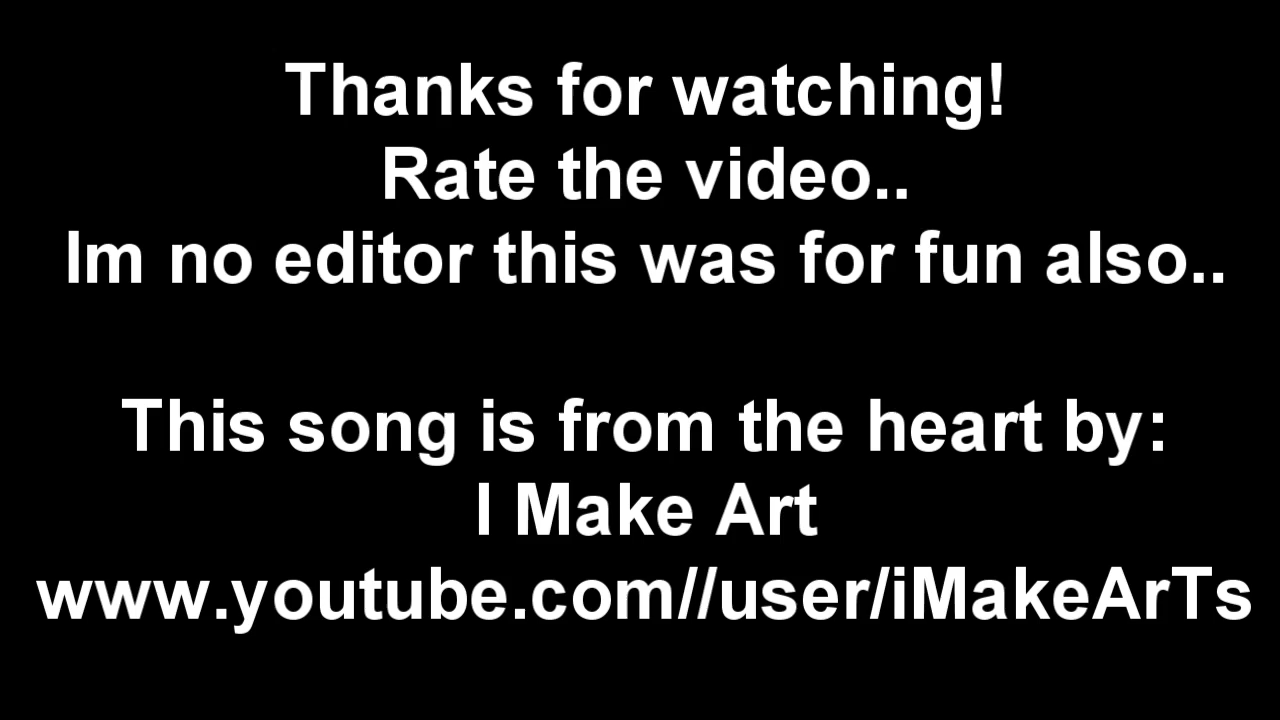 Thanks for watching!
Rate the video..
Im no editor this was for fun also..
This song is from the heart by:
I Make Art
www.youtube.com//user/iMakeArTs